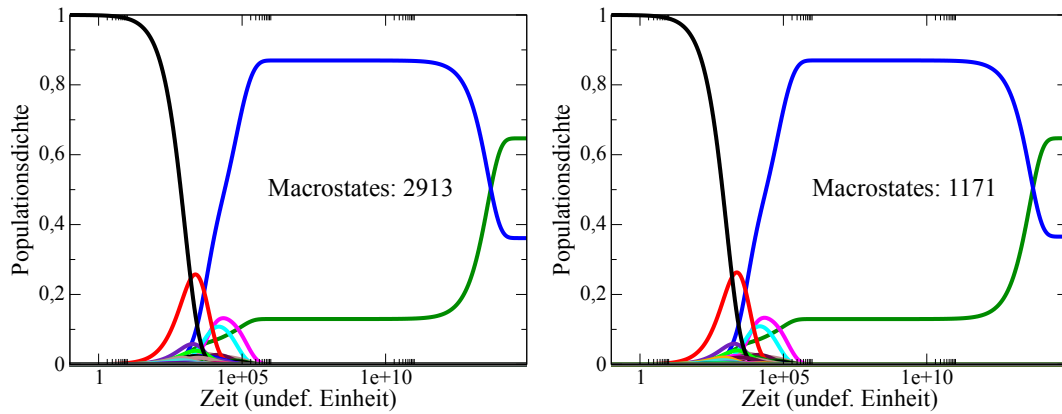 1
0,8
0,6
0,4
0,2
0
Populationsdichte
Macrostates: 2913
1 1e+05 1e+10
Zeit (undef. Einheit)
1
0,8
0,6
0,4
0,2
0
Populationsdichte
Macrostates: 1171
1 1e+05 1e+10
Zeit (undef. Einheit)